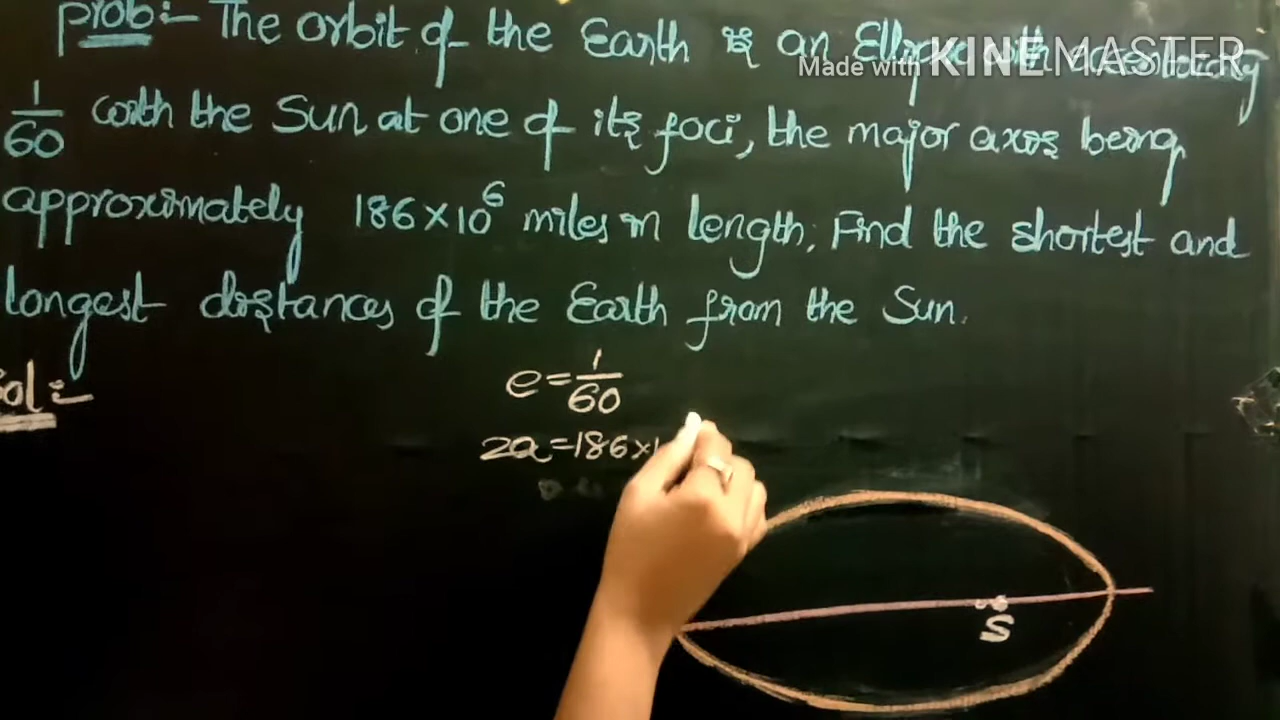 Prob:- The orbit of the Earth is an Ellipse with eccentricity
Made with KINEMASTER
1/60 with the Sun at one of its foci, the major axis being
approximately 186×10⁶ miles in length, Find the shortest and
longest distances of the Earth from the Sun.
Sol:-
e=1/60
2a=186×1
S